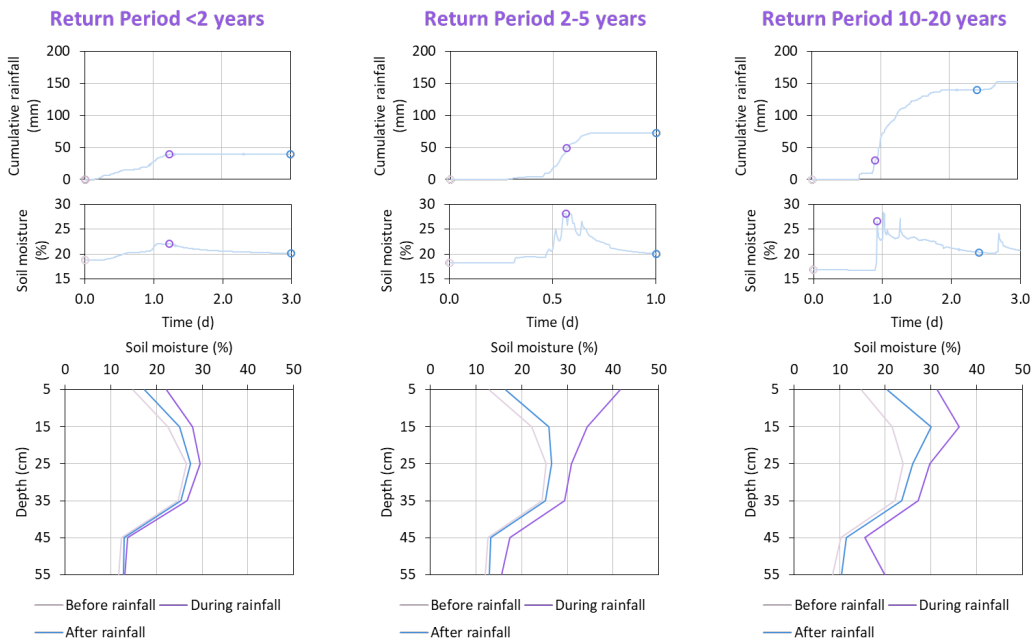 Return Period <2 years
Return Period 2-5 years
Return Period 10-20 years
Cumulative rainfall
(mm)
200
150
100
50
0
Soil moisture
(%)
30
25
20
15
0.0
1.0
2.0
3.0
Time (d)
Cumulative rainfall
(mm)
200
150
100
50
0
Soil moisture
(%)
30
25
20
15
0.0
0.5
1.0
Time (d)
Cumulative rainfall
(mm)
200
150
100
50
0
Soil moisture
(%)
30
25
20
15
0.0
1.0
2.0
3.0
Time (d)
Soil moisture (%)
0 10 20 30 40 50
Depth (cm)
5
15
25
35
45
55
Before rainfall
During rainfall
After rainfall
Soil moisture (%)
0 10 20 30 40 50
Depth (cm)
5
15
25
35
45
55
Before rainfall
During rainfall
After rainfall
Soil moisture (%)
0 10 20 30 40 50
Depth (cm)
5
15
25
35
45
55
Before rainfall
During rainfall
After rainfall